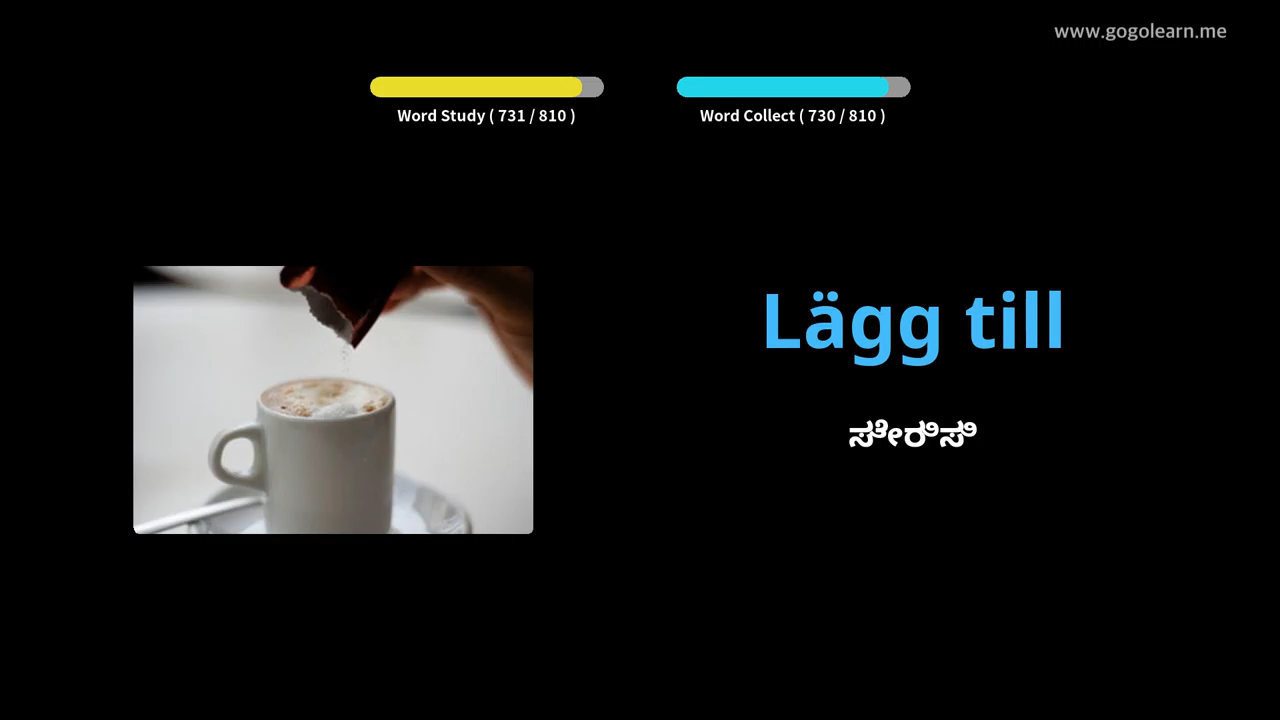 www.gogolearn.me
Word Study ( 731 / 810 )
Word Collect ( 730 / 810 )
Lägg till
ಸೇರಿಸಿ